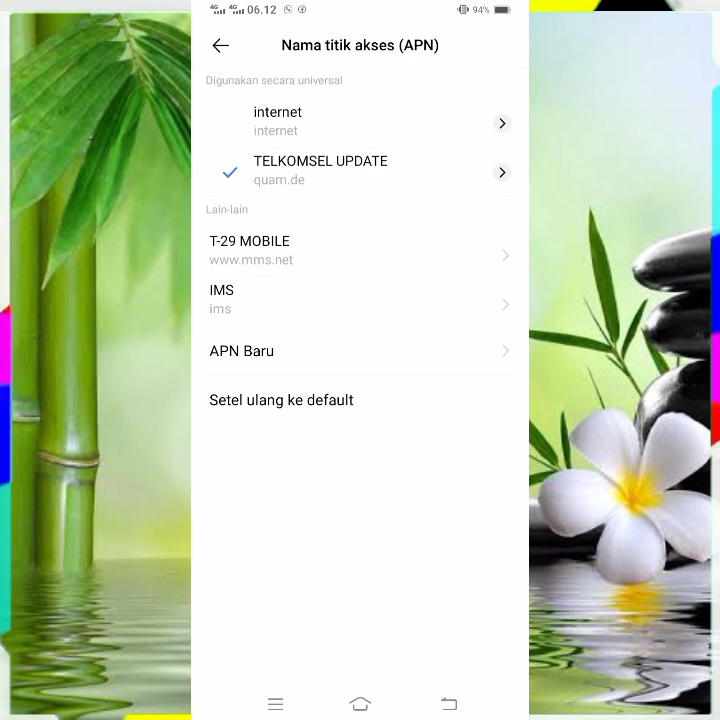 4G 4G 06.12 94%
Nama titik akses (APN)
Digunakan secara universal
internet
internet
TELKOMSEL UPDATE
quam.de
Lain-lain
T-29 MOBILE
www.mms.net
IMS
ims
APN Baru
Setel ulang ke default